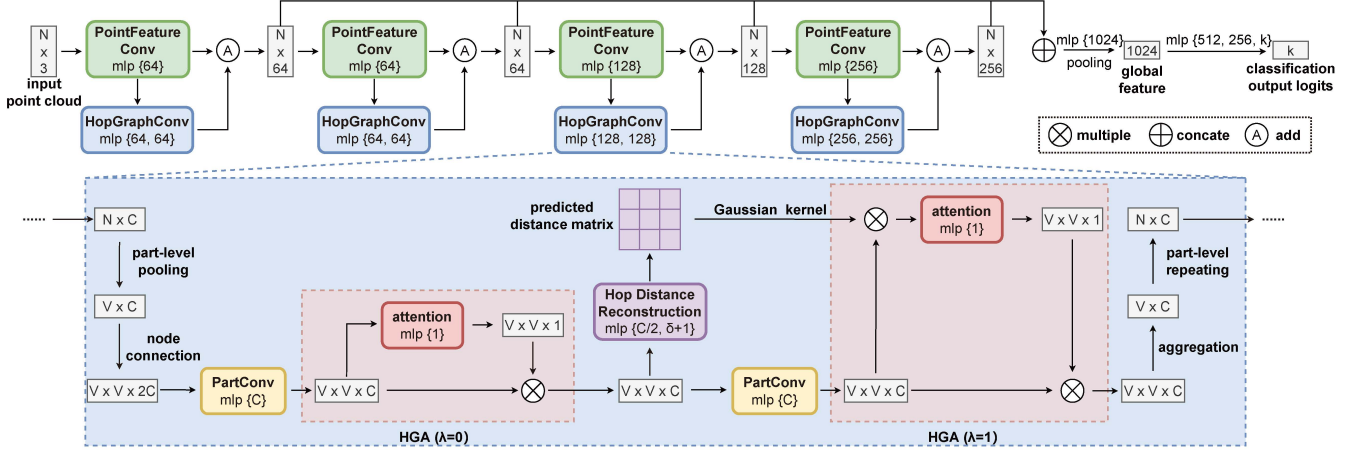 N
x
3
input
point cloud
PointFeature
Conv
mlp {64}
HopGraphConv
mlp {64, 64}
A
N
x
64
PointFeature
Conv
mlp {64}
HopGraphConv
mlp {64, 64}
A
N
x
64
PointFeature
Conv
mlp {128}
HopGraphConv
mlp {128, 128}
A
N
x
128
PointFeature
Conv
mlp {256}
HopGraphConv
mlp {256, 256}
A
N
x
256
mlp {1024}
pooling
1024
global
feature
mlp {512, 256, k}
k
classification
output logits
multiple
concate
A add
......
N x C
part-level
pooling
V x C
node
connection
V x V x 2C
PartConv
mlp {C}
V x V x C
attention
mlp {1}
V x V x 1
HGA (λ=0)
V x V x C
Hop Distance
Reconstruction
mlp {C/2, δ+1}
predicted
distance matrix
Gaussian kernel
PartConv
mlp {C}
V x V x C
attention
mlp {1}
V x V x 1
HGA (λ=1)
V x V x C
aggregation
V x C
part-level
repeating
N x C
......